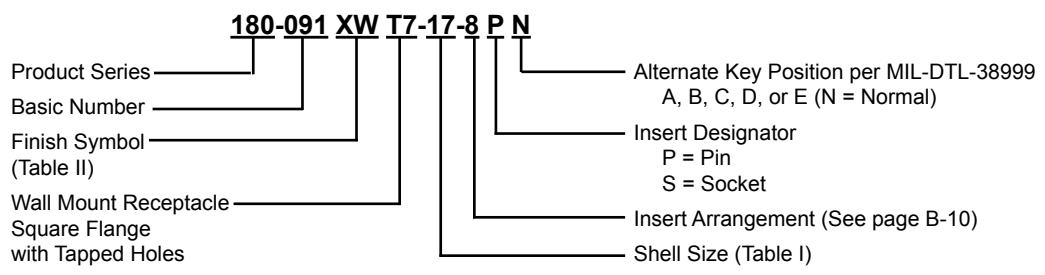 180-091 XW T7-17-8 P N
Product Series
Basic Number
Finish Symbol
(Table II)
Wall Mount Receptacle
Square Flange
with Tapped Holes
Alternate Key Position per MIL-DTL-38999
A, B, C, D, or E (N = Normal)
Insert Designator
P = Pin
S = Socket
Insert Arrangement (See page B-10)
Shell Size (Table I)